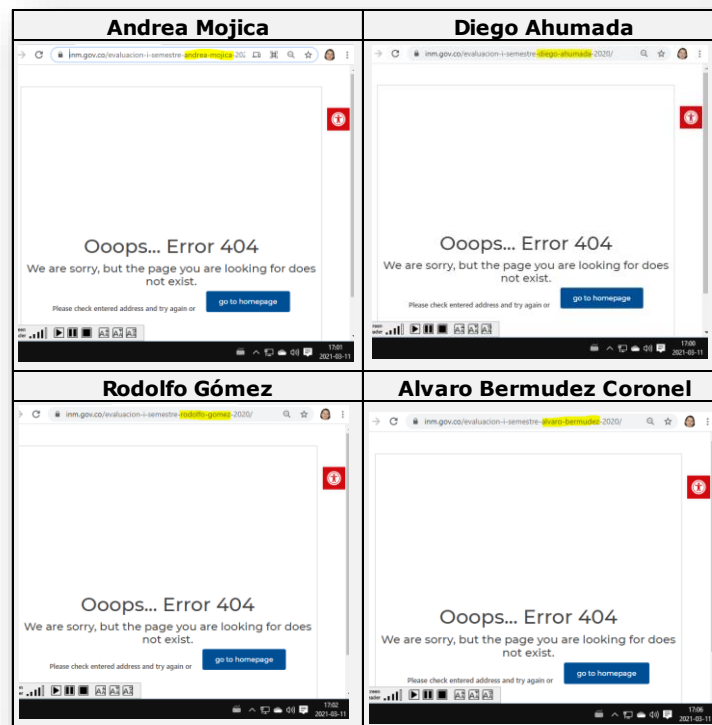 Andrea Mojica
inm.gov.co/evaluacion-i-semestre-andrea-mojica-202
Ooops... Error 404
We are sorry, but the page you are looking for does
not exist.
Please check entered address and try again or go to homepage
17:01
2021-03-11
Diego Ahumada
inm.gov.co/evaluacion-i-semestre-diego-ahumada-2020/
Ooops... Error 404
We are sorry, but the page you are looking for does
not exist.
Please check entered address and try again or go to homepage
17:00
2021-03-11
Rodolfo Gómez
inm.gov.co/evaluacion-i-semestre-rodolfo-gomez-2020/
Ooops... Error 404
We are sorry, but the page you are looking for does
not exist.
Please check entered address and try again or go to homepage
17:02
2021-03-11
Alvaro Bermudez Coronel
inm.gov.co/evaluacion-i-semestre-alvaro-bermudez-2020/
Ooops... Error 404
We are sorry, but the page you are looking for does
not exist.
Please check entered address and try again or go to homepage
17:06
2021-03-11